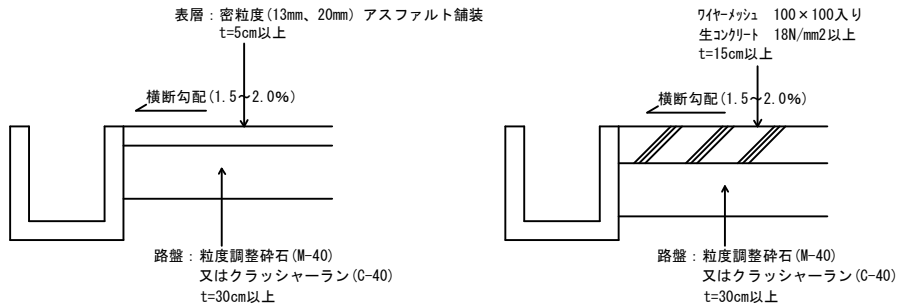 表層：密粒度(13mm、20mm) アスファルト舗装
t=5cm以上
横断勾配(1.5~2.0%)
路盤：粒度調整砕石(M-40)
又はクラッシャーラン(C-40)
t=30cm以上
ﾜｲﾔｰﾒｯｼｭ 100×100入り
生ｺﾝｸﾘｰﾄ 18N/mm2以上
t=15cm以上
横断勾配(1.5~2.0%)
路盤：粒度調整砕石(M-40)
又はクラッシャーラン(C-40)
t=30cm以上